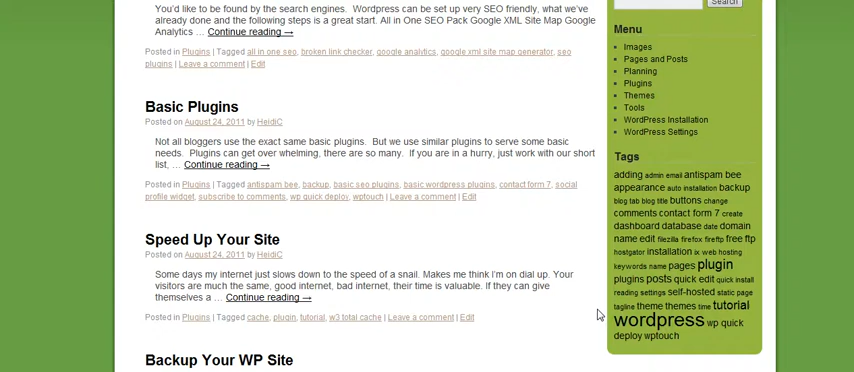 You'd like to be found by the search engines.  Wordpress can be set up very SEO friendly, what we've
already done and the following steps is a great start. All in One SEO Pack Google XML Site Map Google
Analytics … Continue reading →
Posted in Plugins | Tagged all in one seo, broken link checker, google analytics, google xml site map generator, seo
plugins | Leave a comment | Edit
Basic Plugins
Posted on August 24, 2011 by HeidiC
Not all bloggers use the exact same basic plugins.  But we use similar plugins to serve some basic
needs.  Plugins can get over whelming, there are so many.  If you are in a hurry, just work with our short
list, … Continue reading →
Posted in Plugins | Tagged antispam bee, backup, basic seo plugins, basic wordpress plugins, contact form 7, social
profile widget, subscribe to comments, wp quick deploy, wptouch | Leave a comment | Edit
Speed Up Your Site
Posted on August 24, 2011 by HeidiC
Some days my internet just slows down to the speed of a snail. Makes me think I'm on dial up. Your
visitors are much the same, good internet, bad internet, their time is valuable. If they can give
themselves a … Continue reading →
Posted in Plugins | Tagged cache, plugin, tutorial, w3 total cache | Leave a comment | Edit
Backup Your WP Site
Search
Menu
Images
Pages and Posts
Planning
Plugins
Themes
Tools
WordPress Installation
WordPress Settings
Tags
adding admin email antispam bee
appearance auto installation backup
blog tab blog title buttons change
comments contact form 7 create
dashboard database date domain
name edit filezilla firefox fireftp free ftp
hostgator installation ix web hosting
keywords name pages plugin
plugins posts quick edit quick install
reading settings self-hosted static page
tagline theme themes time tutorial
wordpress wp quick
deploy wptouch